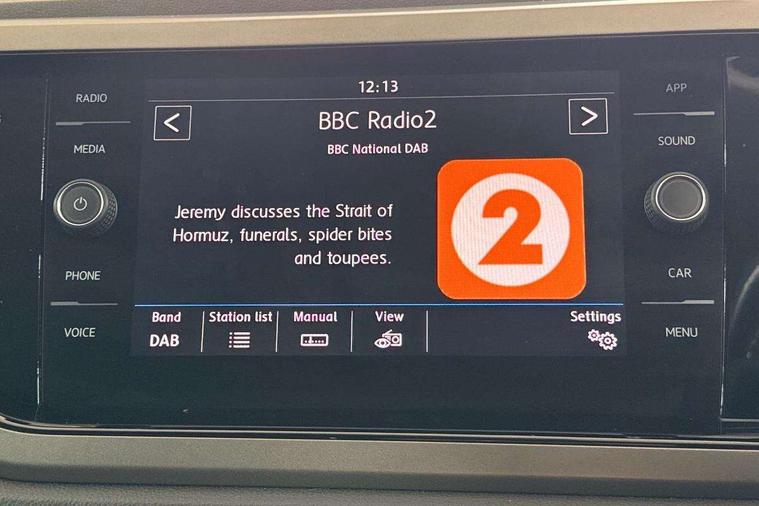 12:13
RADIO
APP
BBC Radio2
MEDIA
BBC National DAB
SOUND
Jeremy discusses the Strait of
Hormuz, funerals, spider bites
and toupees.
2
PHONE
CAR
Band
Station list
Manual
View
Settings
DAB
VOICE
MENU